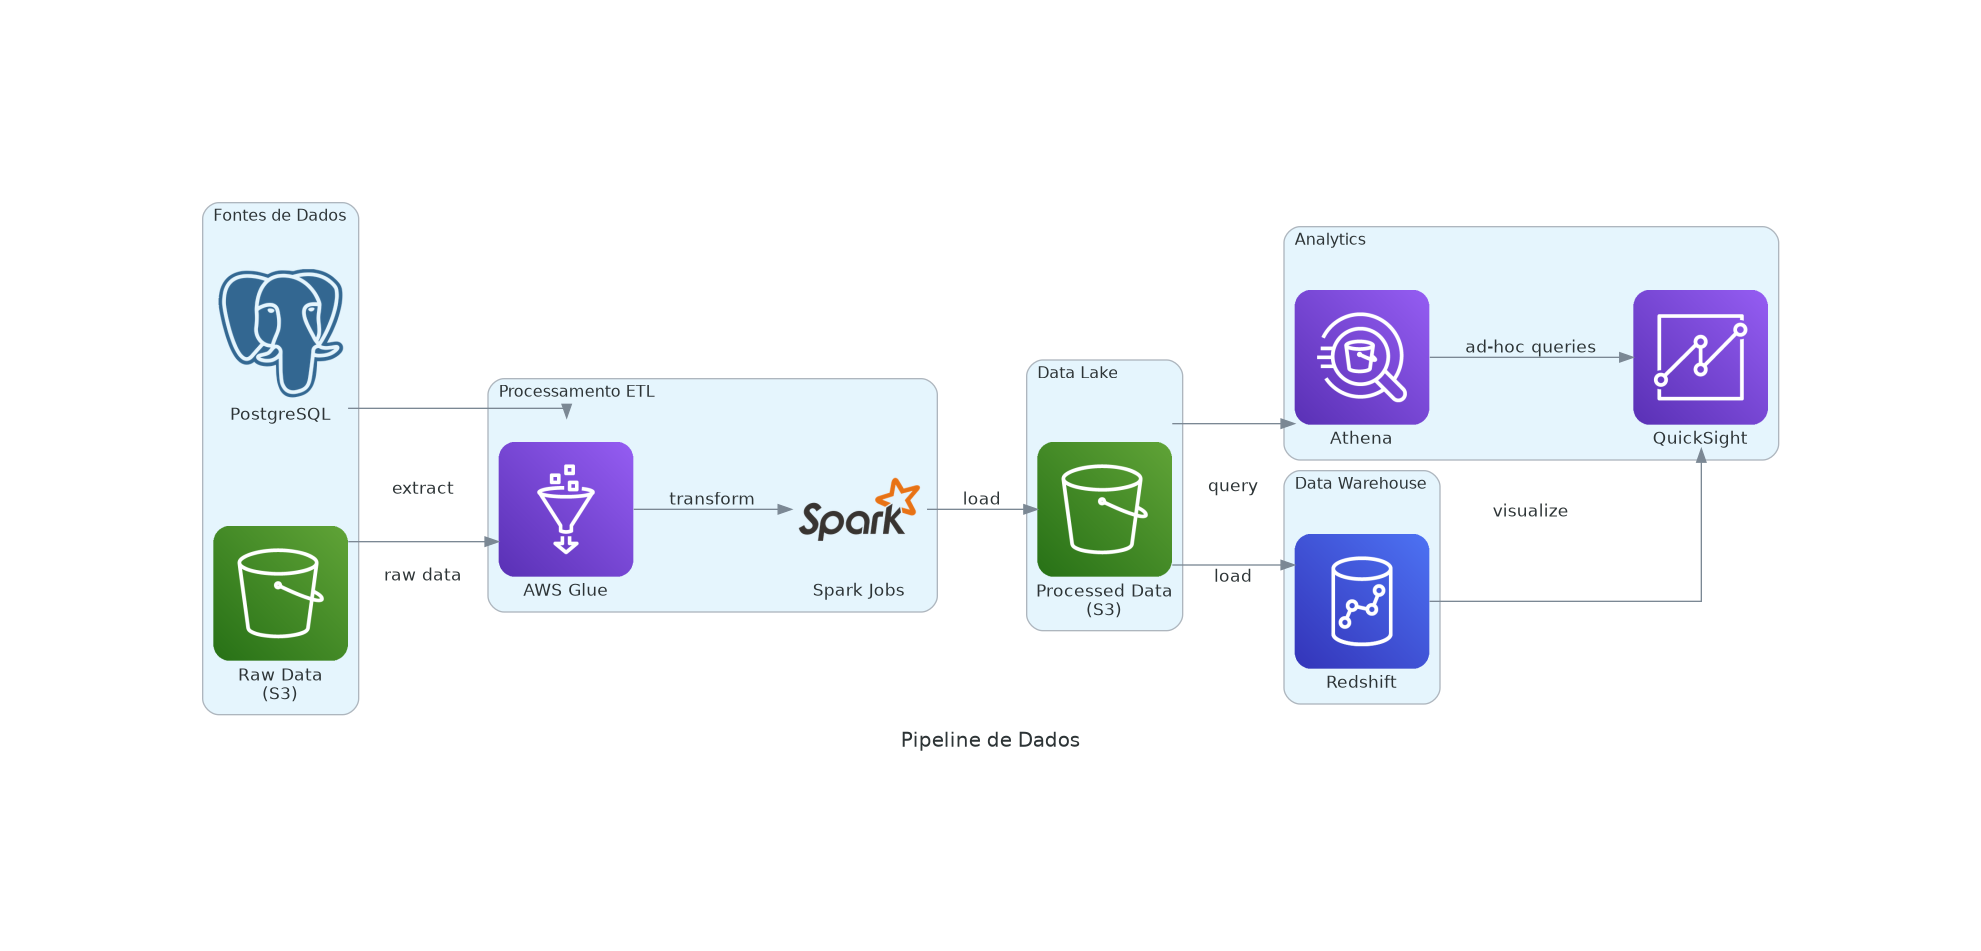 Fontes de Dados
PostgreSQL
Raw Data
(S3)
extract
raw data
Processamento ETL
AWS Glue
transform
Spark
Spark Jobs
load
Data Lake
Processed Data
(S3)
query
load
Analytics
Athena
ad-hoc queries
QuickSight
Data Warehouse
Redshift
visualize
Pipeline de Dados